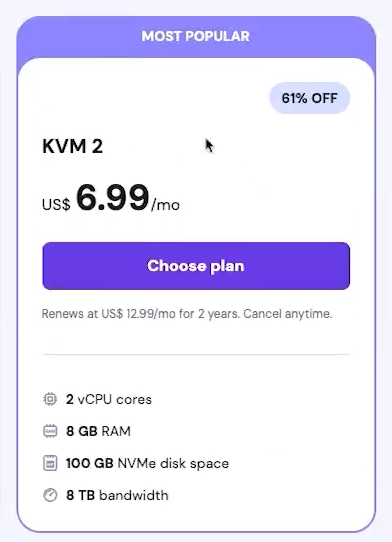 MOST POPULAR
61% OFF
KVM 2
US$ 6.99/mo
Choose plan
Renews at US$ 12.99/mo for 2 years. Cancel anytime.
2 vCPU cores
8 GB RAM
100 GB NVMe disk space
8 TB bandwidth